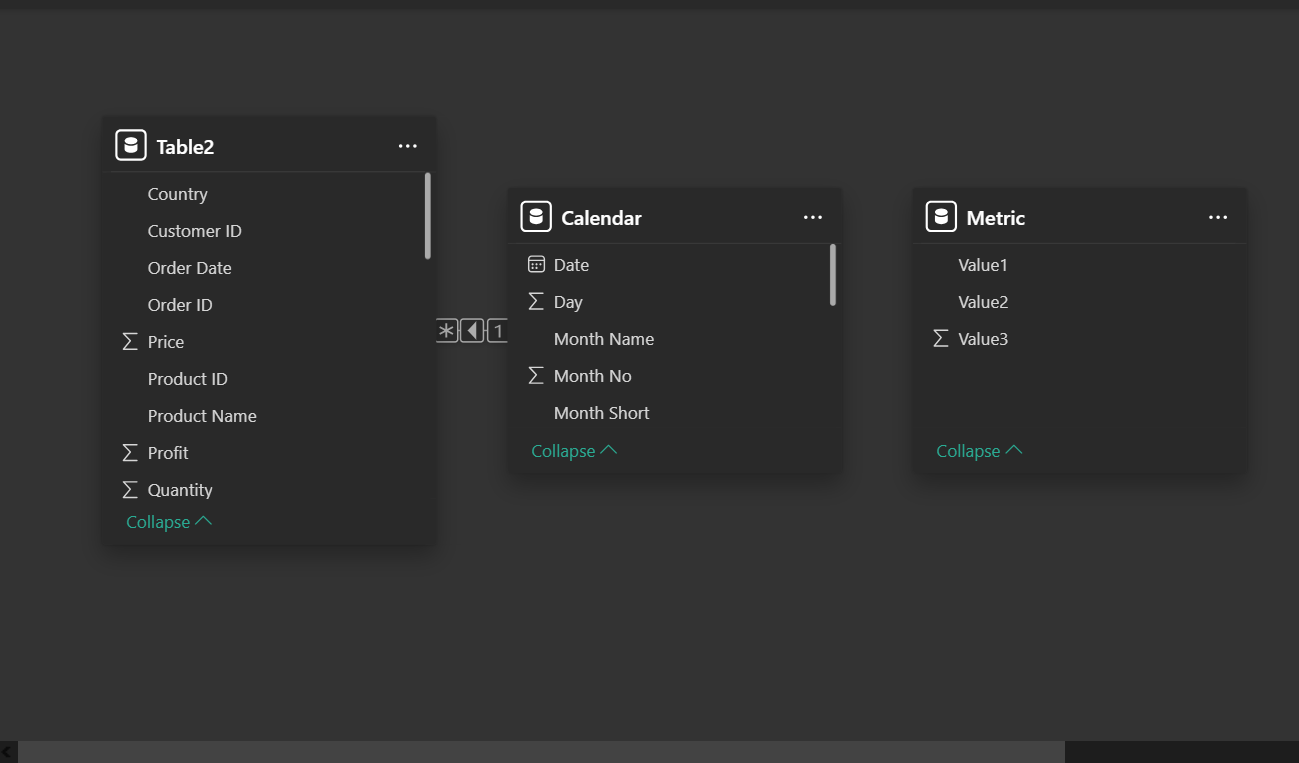 Table2
Country
Customer ID
Order Date
Order ID
Price
Product ID
Product Name
Profit
Quantity
Collapse
* 1
Calendar
Date
Day
Month Name
Month No
Month Short
Collapse
Metric
Value1
Value2
Value3
Collapse